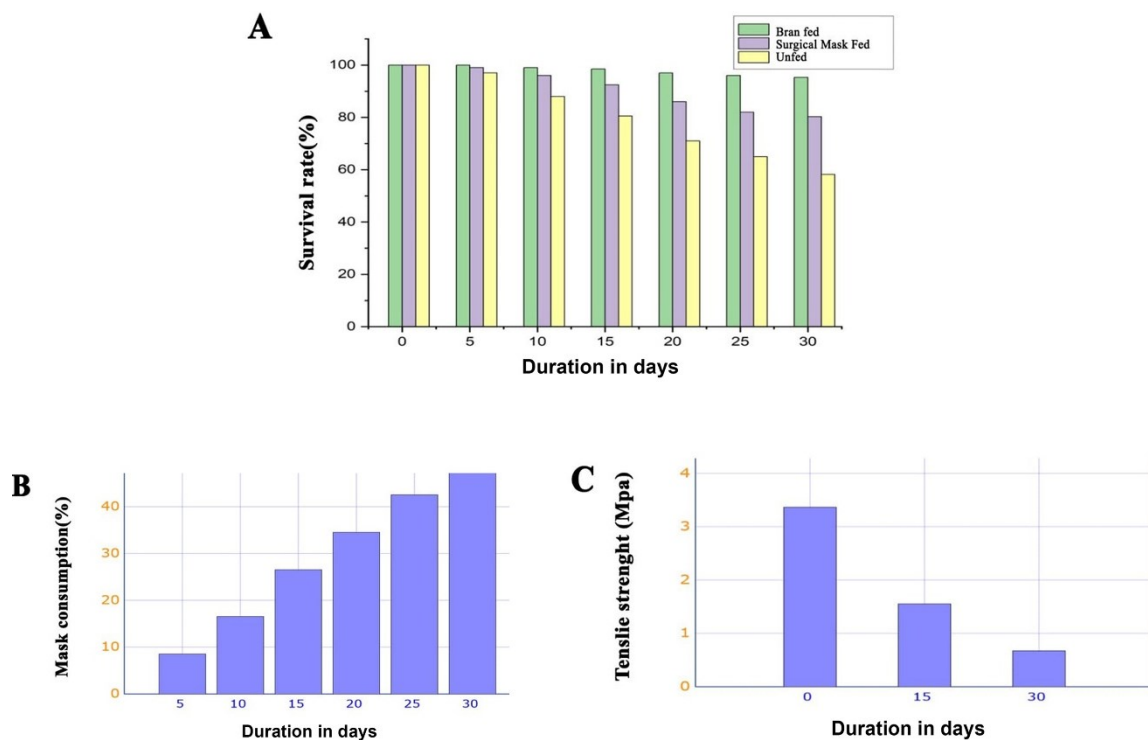 A
Bran fed
Surgical Mask Fed
Unfed
Survival rate(%)
100
80
60
40
20
0
0 5 10 15 20 25 30
Duration in days
B
Mask consumption(%)
40
30
20
10
0
5 10 15 20 25 30
Duration in days
C
Tenslie strenght (Mpa)
4
3
2
1
0
0 15 30
Duration in days